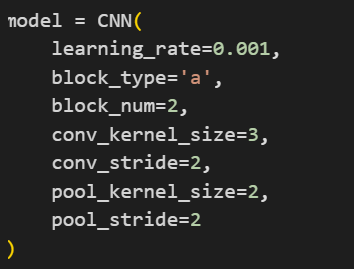 model = CNN(
    learning_rate=0.001,
    block_type='a',
    block_num=2,
    conv_kernel_size=3,
    conv_stride=2,
    pool_kernel_size=2,
    pool_stride=2
)